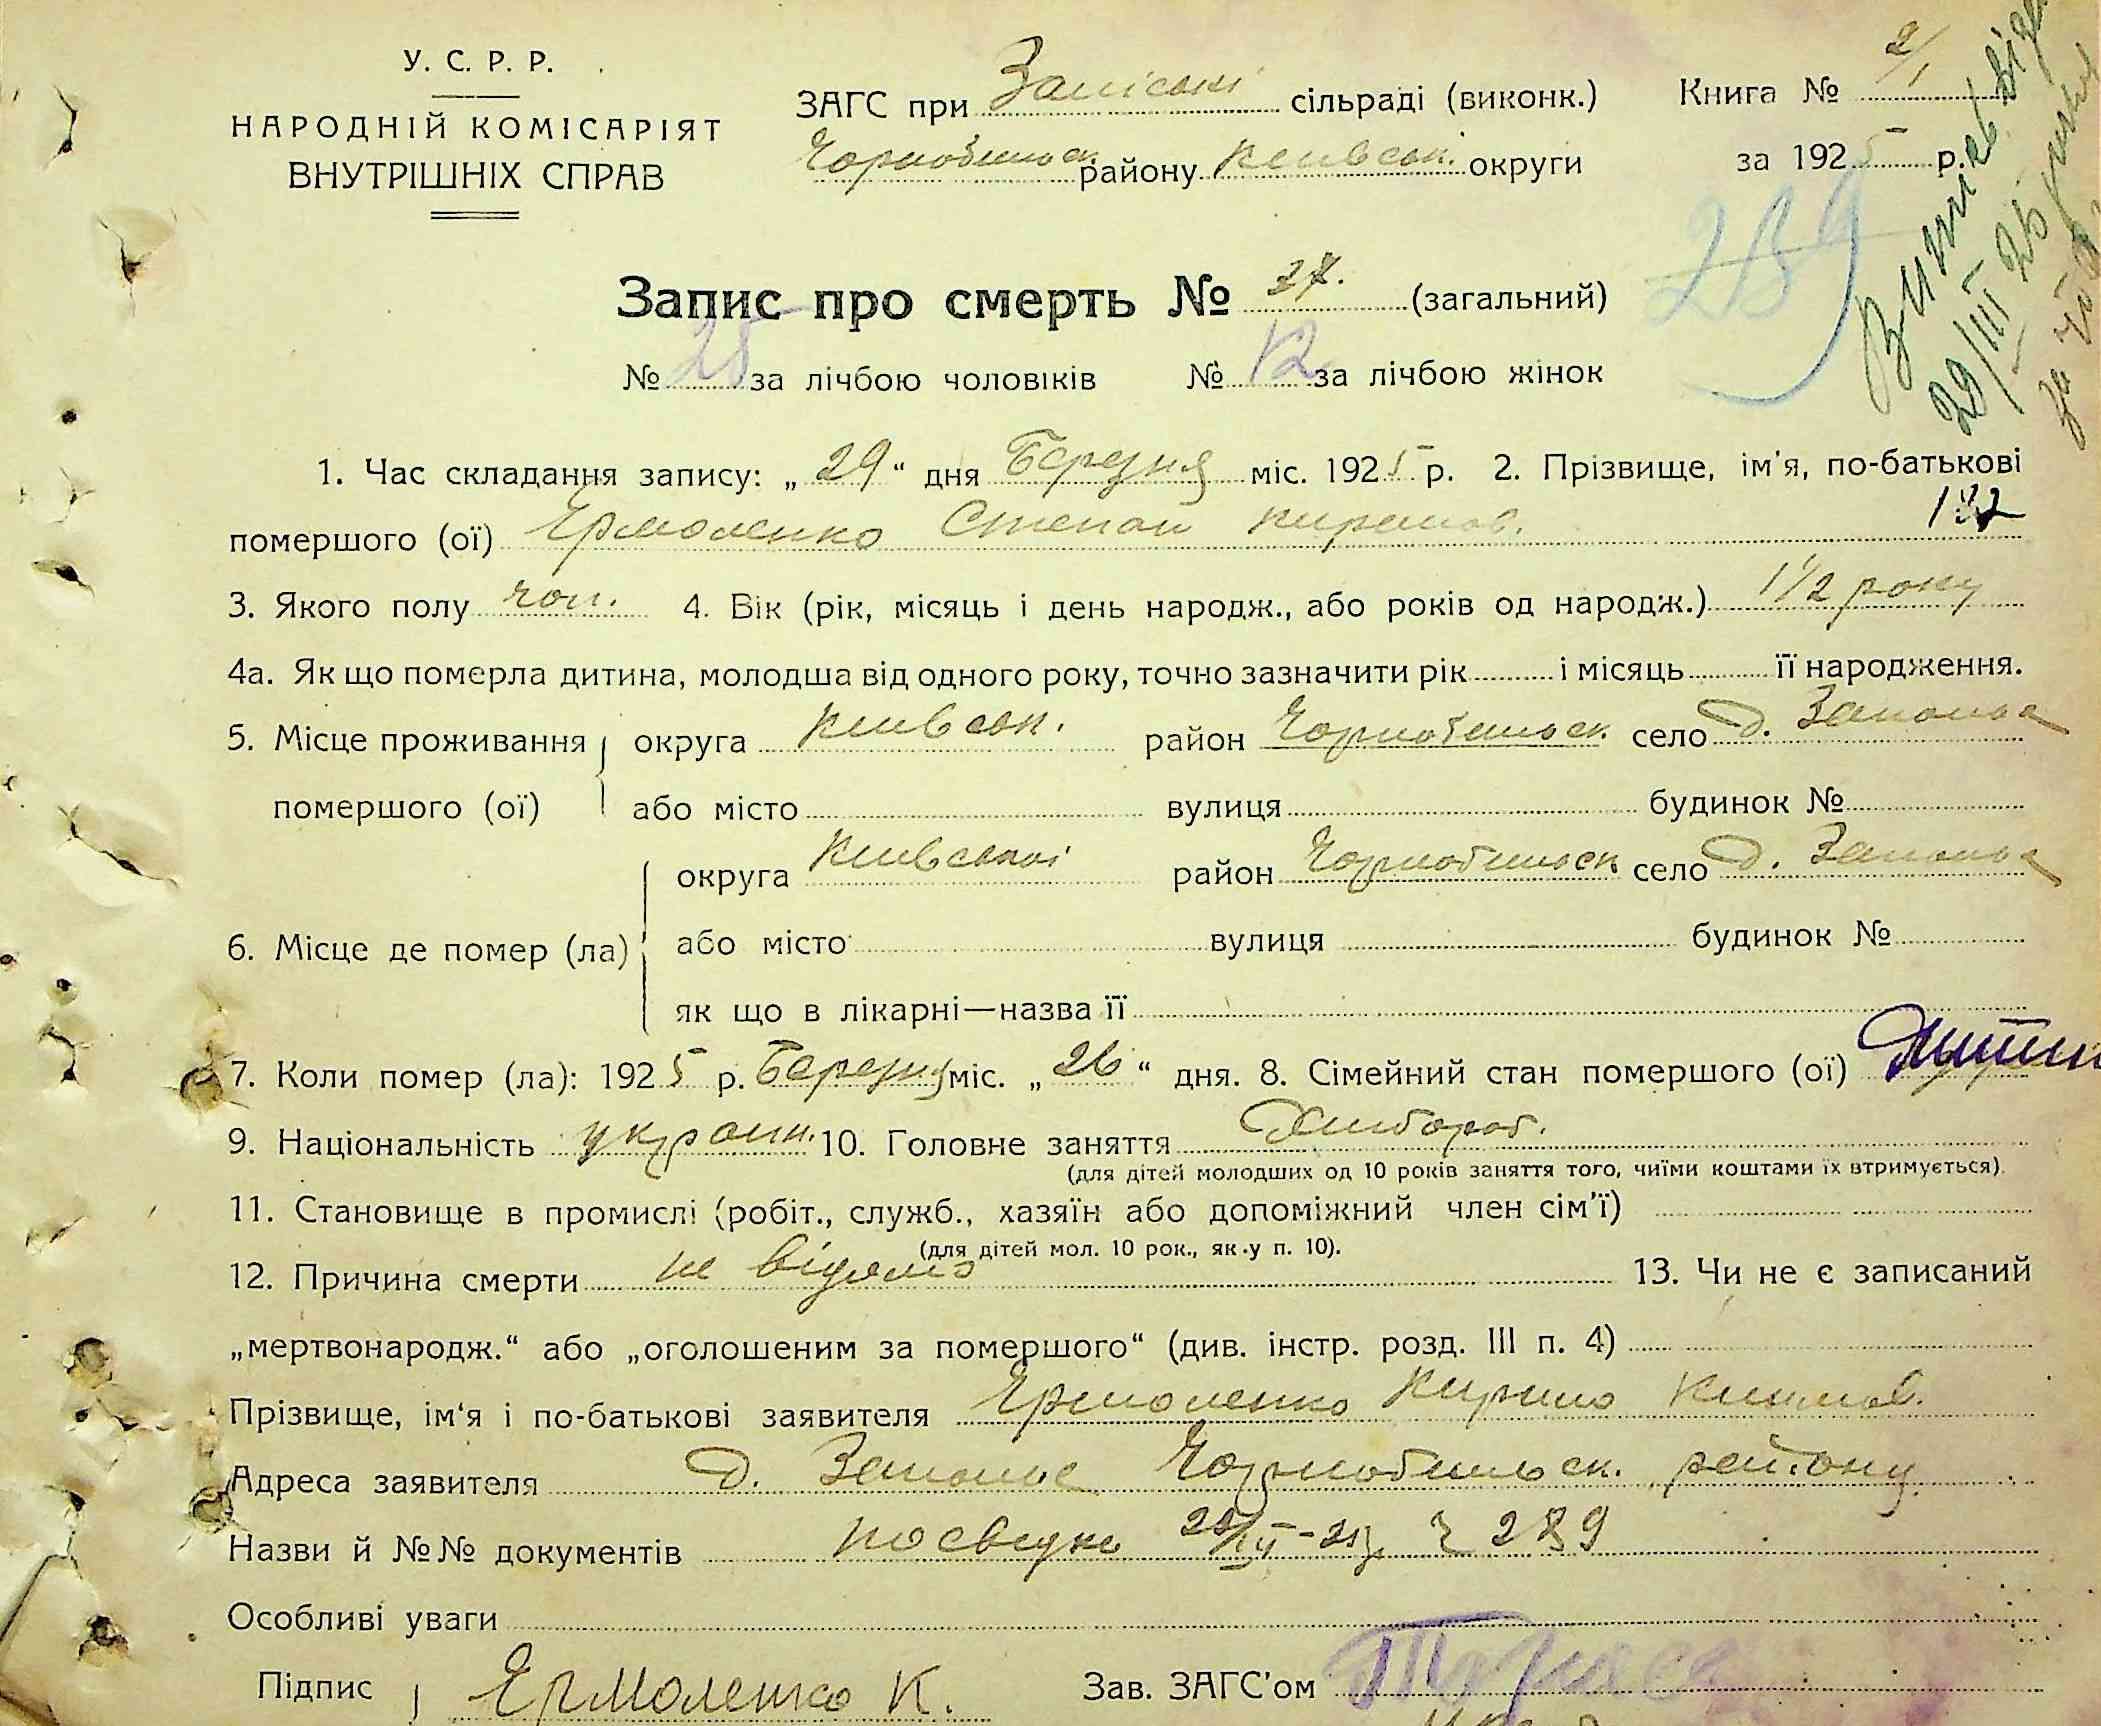 У. С. Р. Р.
НАРОДНІЙ КОМІСАРІЯТ
ВНУТРІШНІХ СПРАВ
ЗАГС при сільраді (виконк.)
Чорнобильск району Київськ. округи
Книга № 2/1
за 1925 р.
289
Запис про смерть № 37. (загальний)
№ 25 за лічбою чоловіків № 12 за лічбою жінок
1. Час складання запису: „29“ дня Березня міс. 1925 р. 2. Прізвище, ім'я, по-батькові
помершого (ої) Єрмоленко Степан Кирилов.
3. Якого полу чол. 4. Вік (рік, місяць і день народж., або років од народж.) 1 1/2 року
4а. Як що померла дитина, молодша від одного року, точно зазначити рік і місяць її народження.
5. Місце проживання округа Київськ. район Чорнобильск. село д. Заполье
помершого (ої) або місто вулиця будинок №
округа Київської район Чорнобильск село д. Заполье
6. Місце де помер (ла) або місто вулиця будинок №
як що в лікарні—назва її
7. Коли помер (ла): 1925 р. Березня міс. „26“ дня. 8. Сімейний стан помершого (ої)
9. Національність украин. 10. Головне заняття Хлібороб.
(для дітей молодших од 10 років заняття того, чиїми коштами їх втримується)
11. Становище в промислі (робіт., служб., хазяїн або допоміжний член сім'ї)
(для дітей мол. 10 рок., як у п. 10).
12. Причина смерти не відомо 13. Чи не є записаний
„мертвонародж.“ або „оголошеним за помершого“ (див. інстр. розд. III п. 4)
Прізвище, ім'я і по-батькові заявителя Єрмоленко Кирило
Адреса заявителя д. Заполье Чорнобильск. району
Назви й №№ документів 289
Особливі уваги
Підпис Єрмоленко К. Зав. ЗАГС'ом